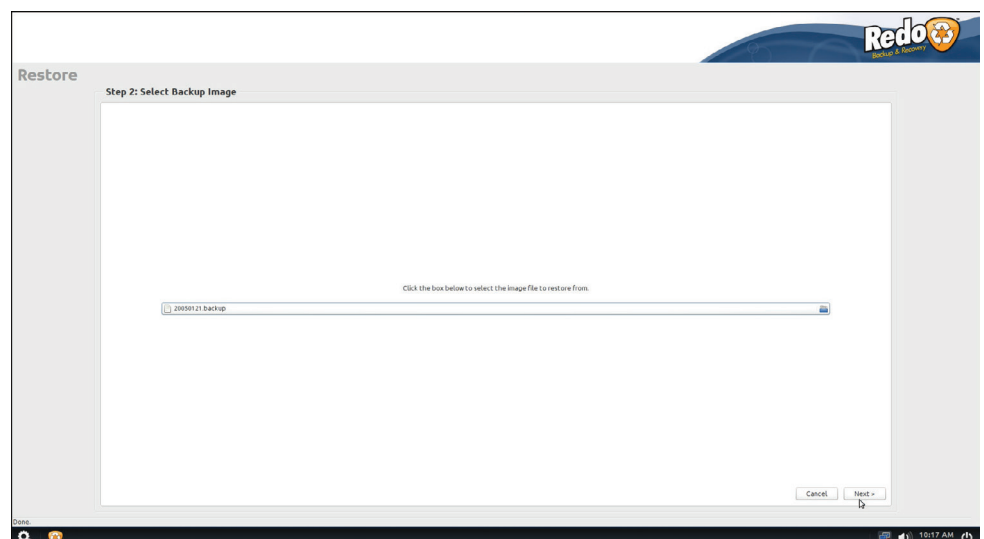 Redo
Backup & Recovery
Restore
Step 2: Select Backup Image
Click the box below to select the image file to restore from.
20050121.backup
Cancel
Next >
Done.
10:17 AM